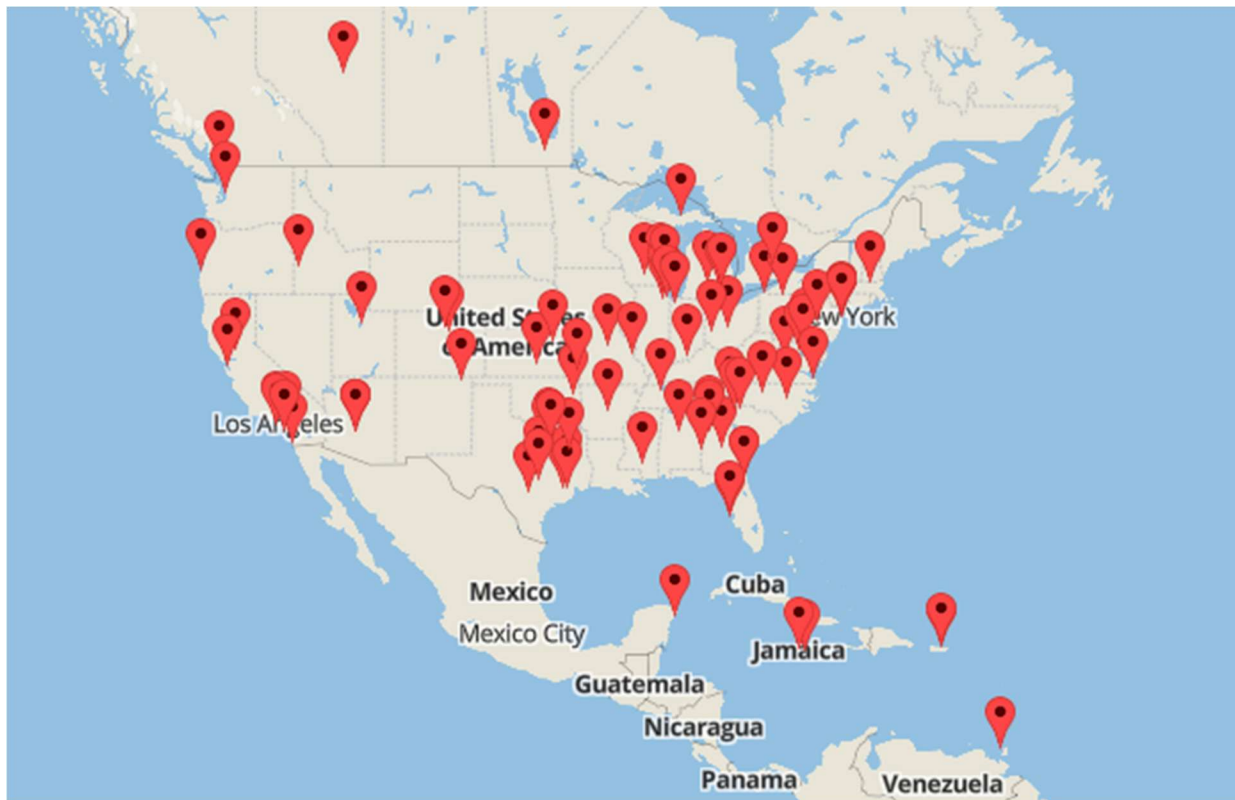 United States
of America
New York
Los Angeles
Mexico
Mexico City
Cuba
Jamaica
Guatemala
Nicaragua
Panama
Venezuela